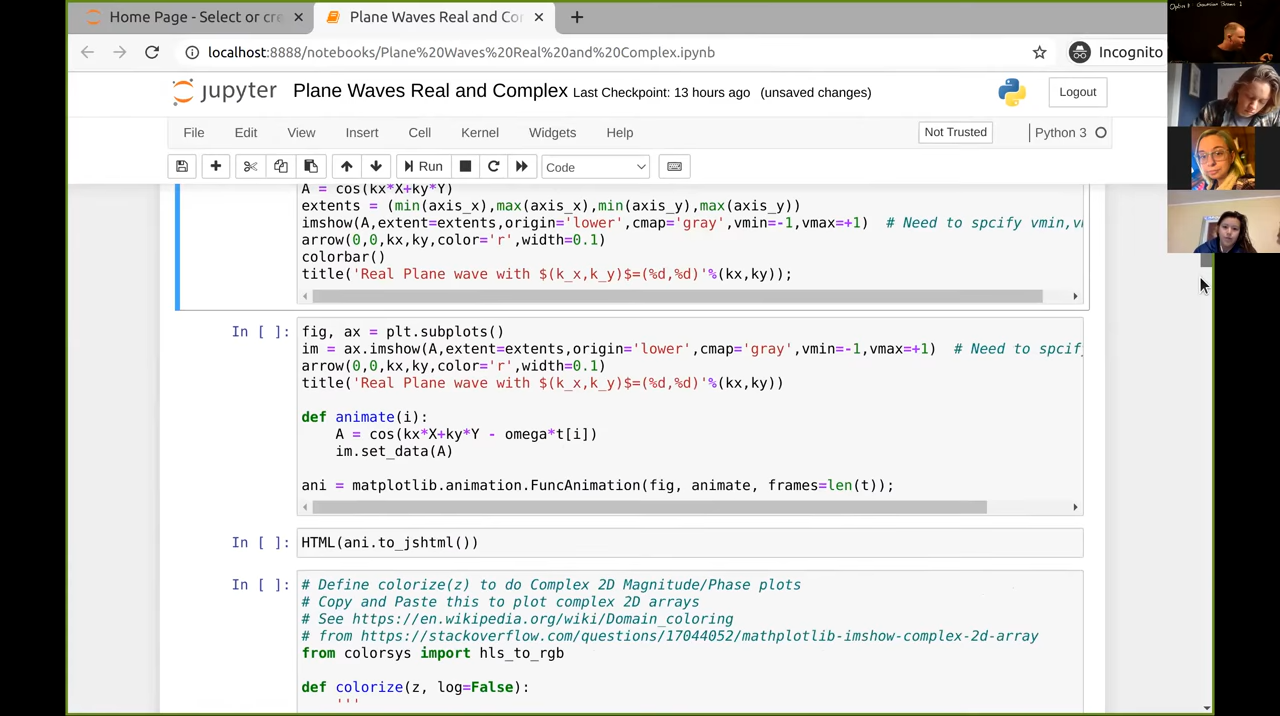 Home Page - Select or cre
Plane Waves Real and Cor
localhost:8888/notebooks/Plane%20Waves%20Real%20and%20Complex.ipynb
Incognito
jupyter Plane Waves Real and Complex Last Checkpoint: 13 hours ago (unsaved changes)
Logout
File Edit View Insert Cell Kernel Widgets Help
Not Trusted
Python 3
Run
Code
A = cos(kx*X+ky*Y)
extents = (min(axis_x),max(axis_x),min(axis_y),max(axis_y))
imshow(A,extent=extents,origin='lower',cmap='gray',vmin=-1,vmax=+1)  # Need to spcify vmin,v
arrow(0,0,kx,ky,color='r',width=0.1)
colorbar()
title('Real Plane wave with $(k_x,k_y)$=(%d,%d)'%(kx,ky));
In [ ]:
fig, ax = plt.subplots()
im = ax.imshow(A,extent=extents,origin='lower',cmap='gray',vmin=-1,vmax=+1)  # Need to spcify
arrow(0,0,kx,ky,color='r',width=0.1)
title('Real Plane wave with $(k_x,k_y)$=(%d,%d)'%(kx,ky))
def animate(i):
    A = cos(kx*X+ky*Y - omega*t[i])
    im.set_data(A)
ani = matplotlib.animation.FuncAnimation(fig, animate, frames=len(t));
In [ ]: HTML(ani.to_jshtml())
In [ ]:
# Define colorize(z) to do Complex 2D Magnitude/Phase plots
# Copy and Paste this to plot complex 2D arrays
# See https://en.wikipedia.org/wiki/Domain_coloring
# from https://stackoverflow.com/questions/17044052/mathplotlib-imshow-complex-2d-array
from colorsys import hls_to_rgb
def colorize(z, log=False):
    '''